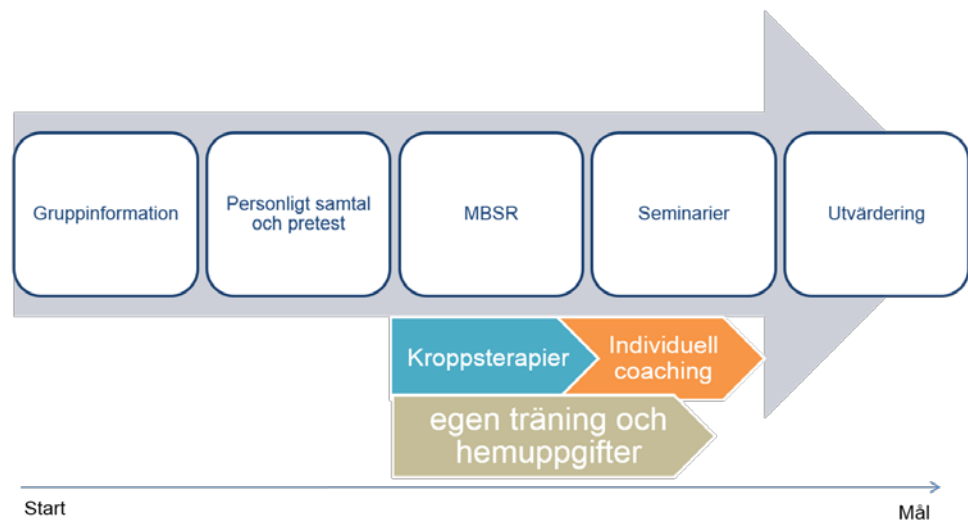 Gruppinformation
Personligt samtal
och pretest
MBSR
Seminarier
Utvärdering
Kroppsterapier
Individuell
coaching
egen träning och
hemuppgifter
Start
Mål